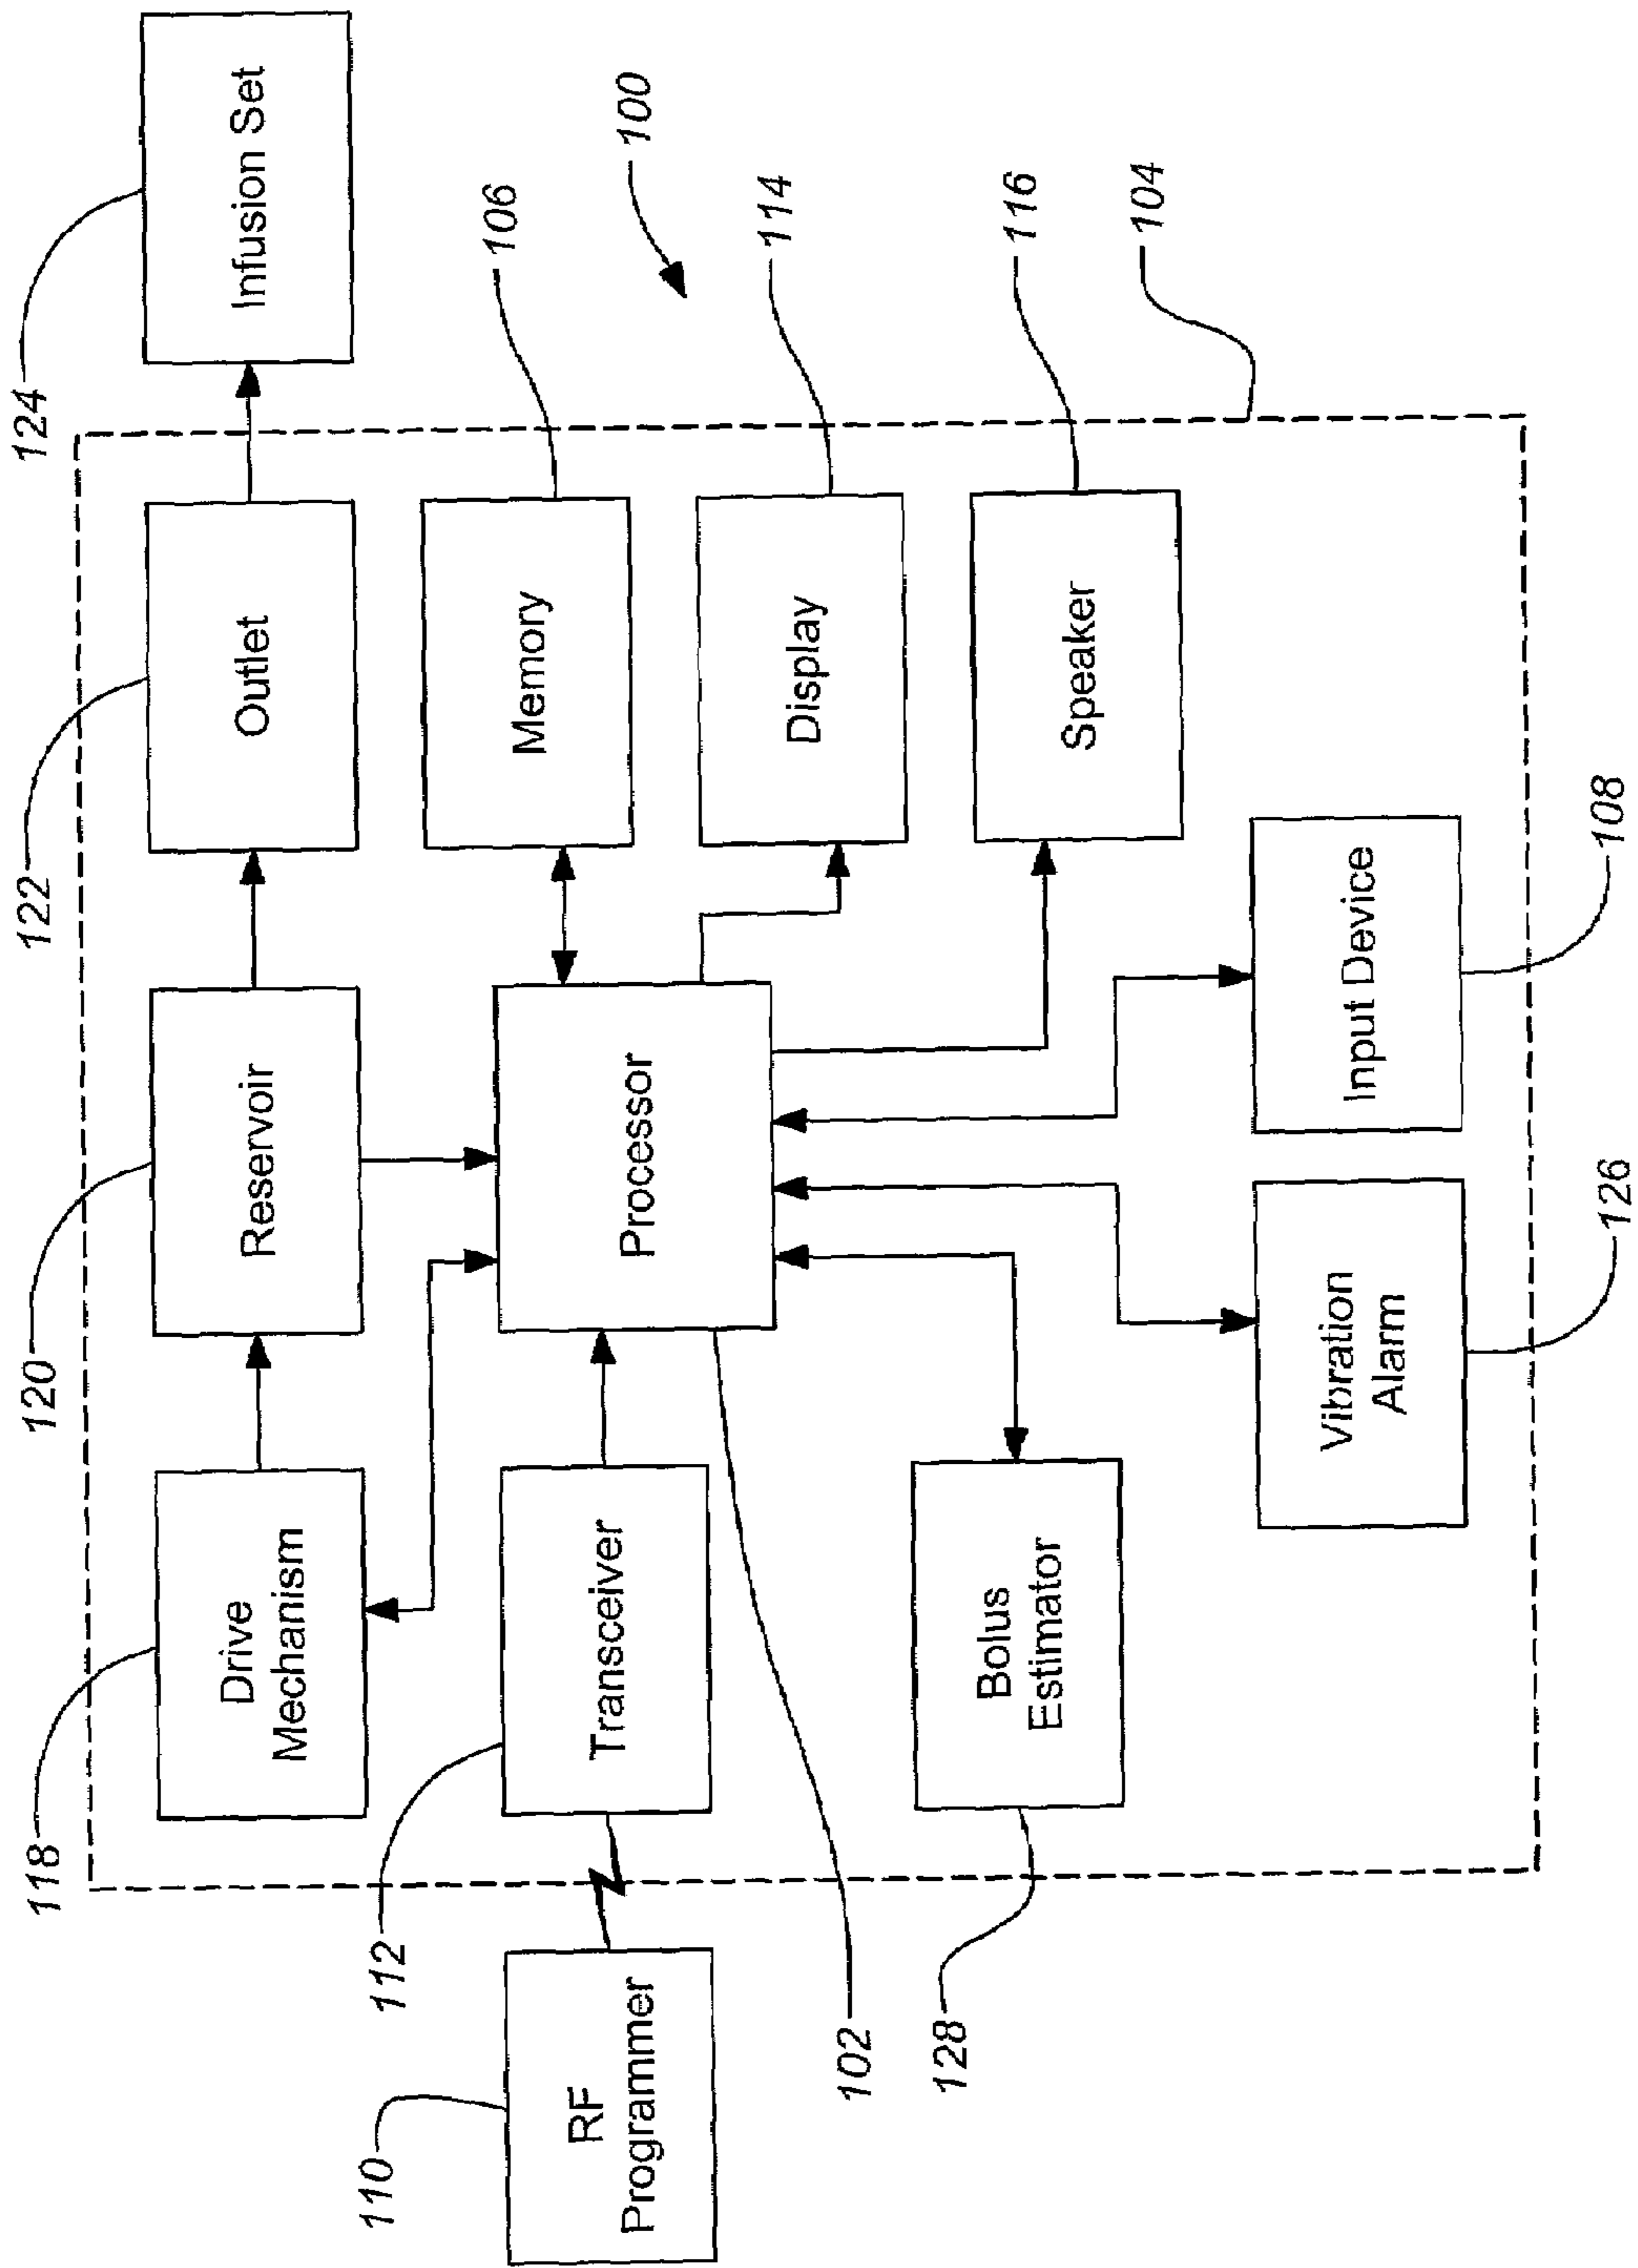 118
120
122
124
Drive
Mechanism
Reservoir
Outlet
Infusion Set
112
110
RF
Programmer
Transceiver
Processor
Memory
106
100
102
Display
114
128
Bolus
Estimator
Speaker
116
104
Vibration
Alarm
Input Device
126
108